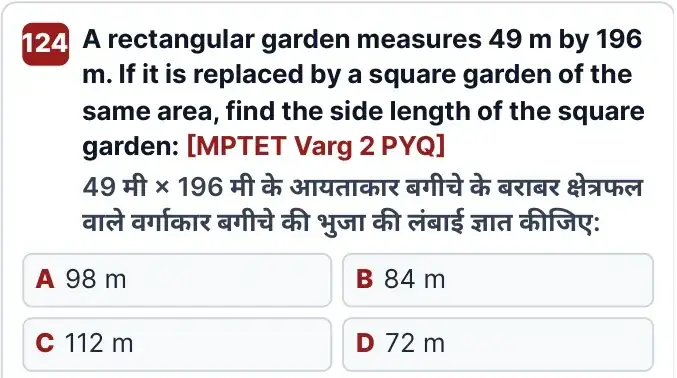 124 A rectangular garden measures 49 m by 196
m. If it is replaced by a square garden of the
same area, find the side length of the square
garden: [MPTET Varg 2 PYQ]
49 मी × 196 मी के आयताकार बगीचे के बराबर क्षेत्रफल
वाले वर्गाकार बगीचे की भुजा की लंबाई ज्ञात कीजिए:
A 98 m
B 84 m
C 112 m
D 72 m